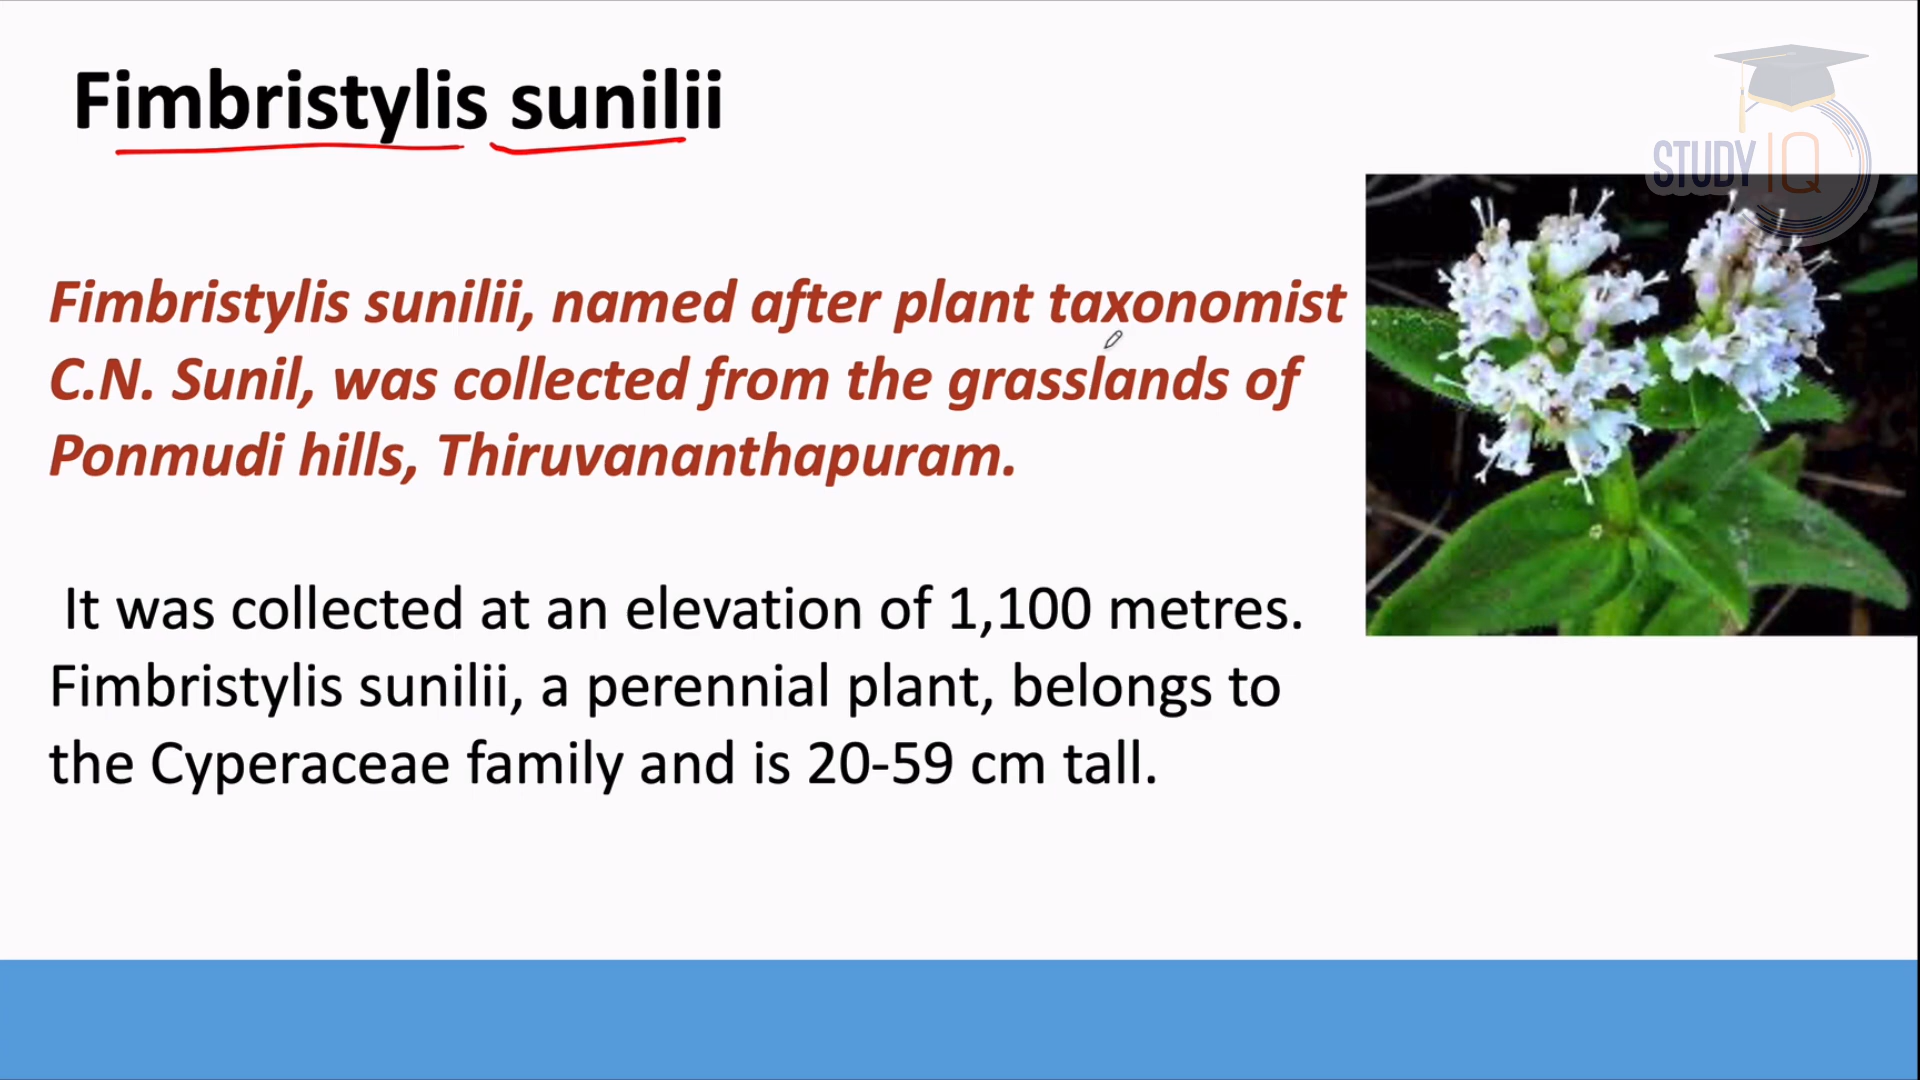 Fimbristylis sunilii
STUDY IQ
Fimbristylis sunilii, named after plant taxonomist
C.N. Sunil, was collected from the grasslands of
Ponmudi hills, Thiruvananthapuram.
It was collected at an elevation of 1,100 metres.
Fimbristylis sunilii, a perennial plant, belongs to
the Cyperaceae family and is 20-59 cm tall.